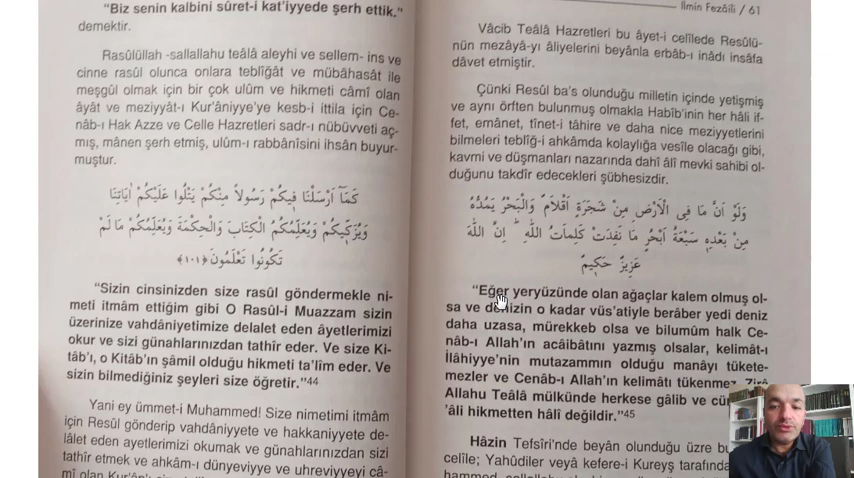 "Biz senin kalbini sûret-i kat'iyyede şerh ettik."
demektir.
Rasûlüllah -sallallahu teâlâ aleyhi ve sellem- ins ve
cinne rasûl olunca onlara teblîğât ve mübâhasât ile
meşgûl olmak için bir çok ulûm ve hikmeti câmî olan
âyât ve meziyyât-ı Kur'âniyye'ye kesb-i ittila için Ce-
nâb-ı Hak Azze ve Celle Hazretleri sadr-ı nübüvveti aç-
mış, mânen şerh etmiş, ulûm-ı rabbânîsini ihsân buyur-
muştur.
كَمَآ اَرْسَلْنَا فِيكُمْ رَسُولاً مِنْكُمْ يَتْلُوا عَلَيْكُمْ اٰيَاتِنَا
وَيُزَكِّيكُمْ وَيُعَلِّمُكُمُ الْكِتَابَ وَالْحِكْمَةَ وَيُعَلِّمُكُمْ مَا لَمْ
تَكُونُوا تَعْلَمُونَ ﴿١٥١﴾
"Sizin cinsinizden size rasûl göndermekle ni-
meti itmâm ettiğim gibi O Rasûl-i Muazzam sizin
üzerinize vahdâniyetimize delalet eden âyetlerimizi
okur ve sizi günahlarınızdan tathîr eder. Ve size Ki-
tâb'ı, o Kitâb'ın şâmil olduğu hikmeti ta'lîm eder. Ve
sizin bilmediğiniz şeyleri size öğretir."44
Yani ey ümmet-i Muhammed! Size nimetimi itmâm
için Resûl gönderip vahdâniyyete ve hakkaniyyete de-
lâlet eden ayetlerimizi okumak ve günahlarınızdan sizi
tathîr etmek ve ahkâm-ı dünyeviyye ve uhreviyyeyi câ-
mî olan
İlmin Fezâili / 61
Vâcib Teâlâ Hazretleri bu âyet-i celîlede Resûlü-
nün mezâyâ-yı âliyelerini beyânla erbâb-ı inâdı insâfa
dâvet etmiştir.
Çünki Resûl ba's olunduğu milletin içinde yetişmiş
ve aynı örften bulunmuş olmakla Habîb'inin her hâli if-
fet, emânet, tînet-i tâhire ve daha nice meziyyetlerini
bilmeleri teblîğ-i ahkâmda kolaylığa vesîle olacağı gibi,
kavmi ve düşmanları nazarında dahî âlî mevki sahibi ol-
duğunu takdîr edecekleri şübhesizdir.
وَلَوْ اَنَّ مَا فِى الْاَرْضِ مِنْ شَجَرَةٍ اَقْلَامٌ وَالْبَحْرُ يَمُدُّهُ
مِنْ بَعْدِهِ سَبْعَةُ اَبْحُرٍ مَا نَفِدَتْ كَلِمَاتُ اللّٰهِ اِنَّ اللّٰهَ
عَزِيزٌ حَكِيمٌ
"Eğer yeryüzünde olan ağaçlar kalem olmuş ol-
sa ve denizin o kadar vüs'atiyle berâber yedi deniz
daha uzasa, mürekkeb olsa ve bilumûm halk Ce-
nâb-ı Allah'ın acâibâtını yazmış olsalar, kelimât-ı
İlâhiyye'nin mutazammın olduğu manâyı tükete-
mezler ve Cenâb-ı Allah'ın kelimâtı tükenmez. Zirâ
Allahu Teâlâ mülkünde herkese gâlib ve
'âli hikmetten hâlî değildir."45
Hâzin Tefsîri'nde beyân olunduğu üzre
celîle; Yahûdiler veyâ kefere-i Kureyş tarafından